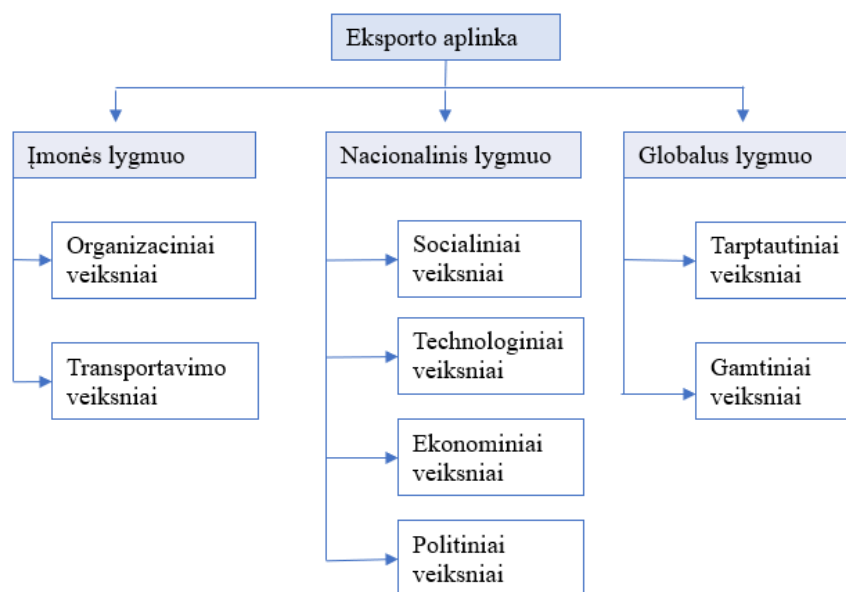 Eksporto aplinka
Įmonės lygmuo
Organizaciniai
veiksniai
Transportavimo
veiksniai
Nacionalinis lygmuo
Socialiniai
veiksniai
Technologiniai
veiksniai
Ekonominiai
veiksniai
Politiniai
veiksniai
Globalus lygmuo
Tarptautiniai
veiksniai
Gamtiniai
veiksniai